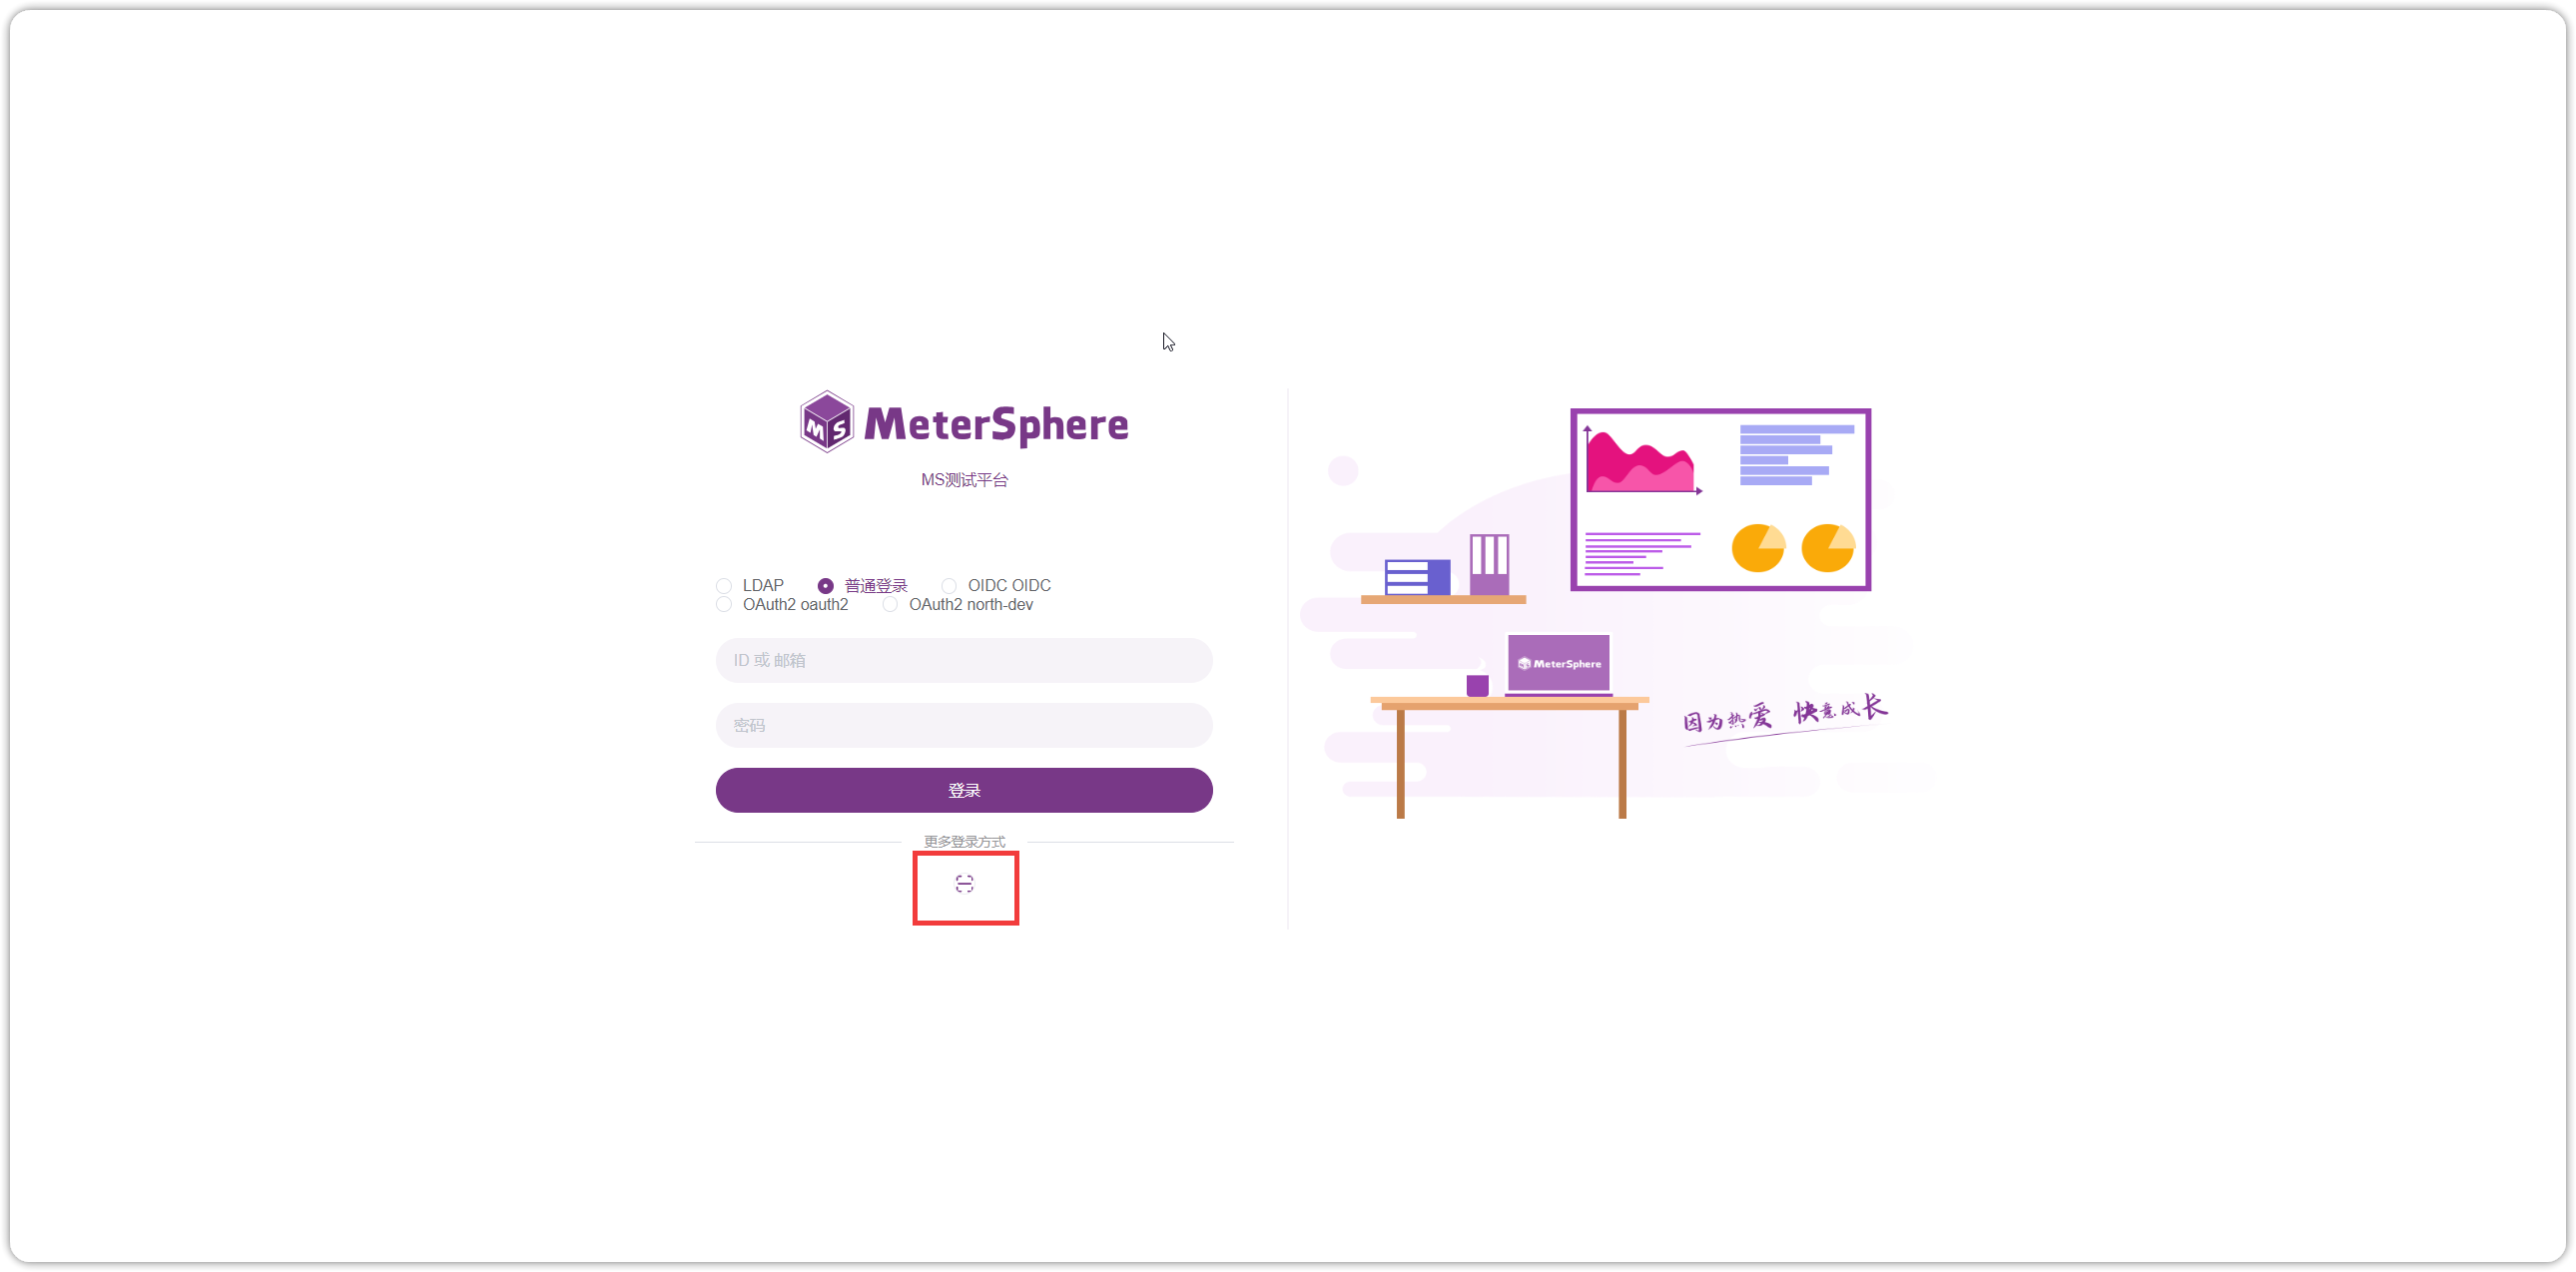 MS MeterSphere
MS测试平台
LDAP 普通登录 OIDC OIDC
OAuth2 oauth2 OAuth2 north-dev
ID 或 邮箱
密码
登录
更多登录方式
MS MeterSphere
因为热爱 快意成长